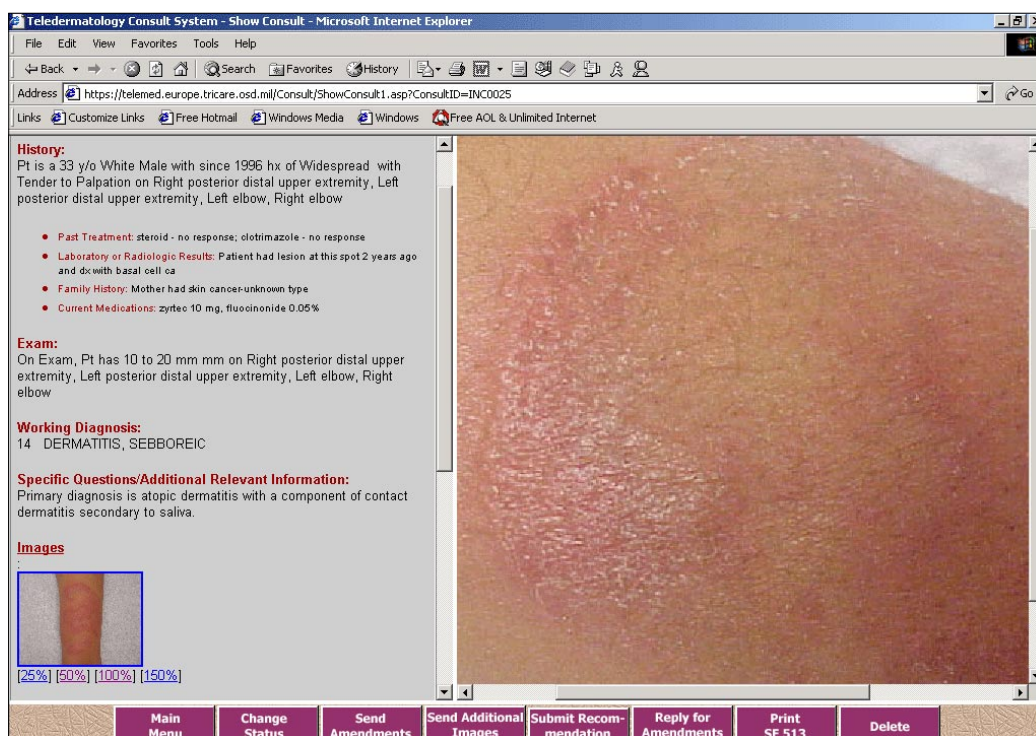 Teledermatology Consult System - Show Consult - Microsoft Internet Explorer
File Edit View Favorites Tools Help
Back Search Favorites History
Address https://telemed.europe.tricare.osd.mil/Consult/ShowConsult1.asp?ConsultID=INC0025 Go
Links Customize Links Free Hotmail Windows Media Windows Free AOL & Unlimited Internet
History:
Pt is a 33 y/o White Male with since 1996 hx of Widespread with
Tender to Palpation on Right posterior distal upper extremity, Left
posterior distal upper extremity, Left elbow, Right elbow
Past Treatment: steroid - no response; clotrimazole - no response
Laboratory or Radiologic Results: Patient had lesion at this spot 2 years ago
and dx with basal cell ca
Family History: Mother had skin cancer-unknown type
Current Medications: zyrtec 10 mg, fluocinonide 0.05%
Exam:
On Exam, Pt has 10 to 20 mm mm on Right posterior distal upper
extremity, Left posterior distal upper extremity, Left elbow, Right
elbow
Working Diagnosis:
14 DERMATITIS, SEBBOREIC
Specific Questions/Additional Relevant Information:
Primary diagnosis is atopic dermatitis with a component of contact
dermatitis secondary to saliva.
Images
:
[25%] [50%] [100%] [150%]
Main Change Send Send Additional Submit Recom- Reply for Print Delete
Menu Status Amendments Images mendation Amendments SF 513